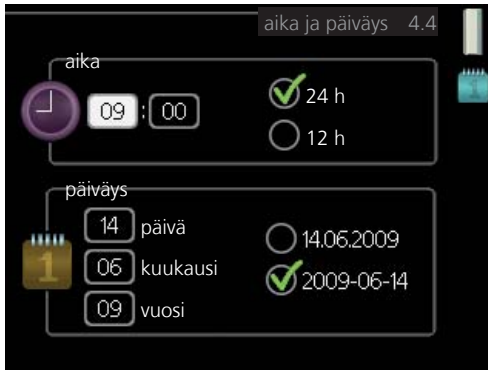 aika ja päiväys 4.4
aika
09 : 00
24 h
12 h
päiväys
14 päivä
06 kuukausi
09 vuosi
14.06.2009
2009-06-14
1
1